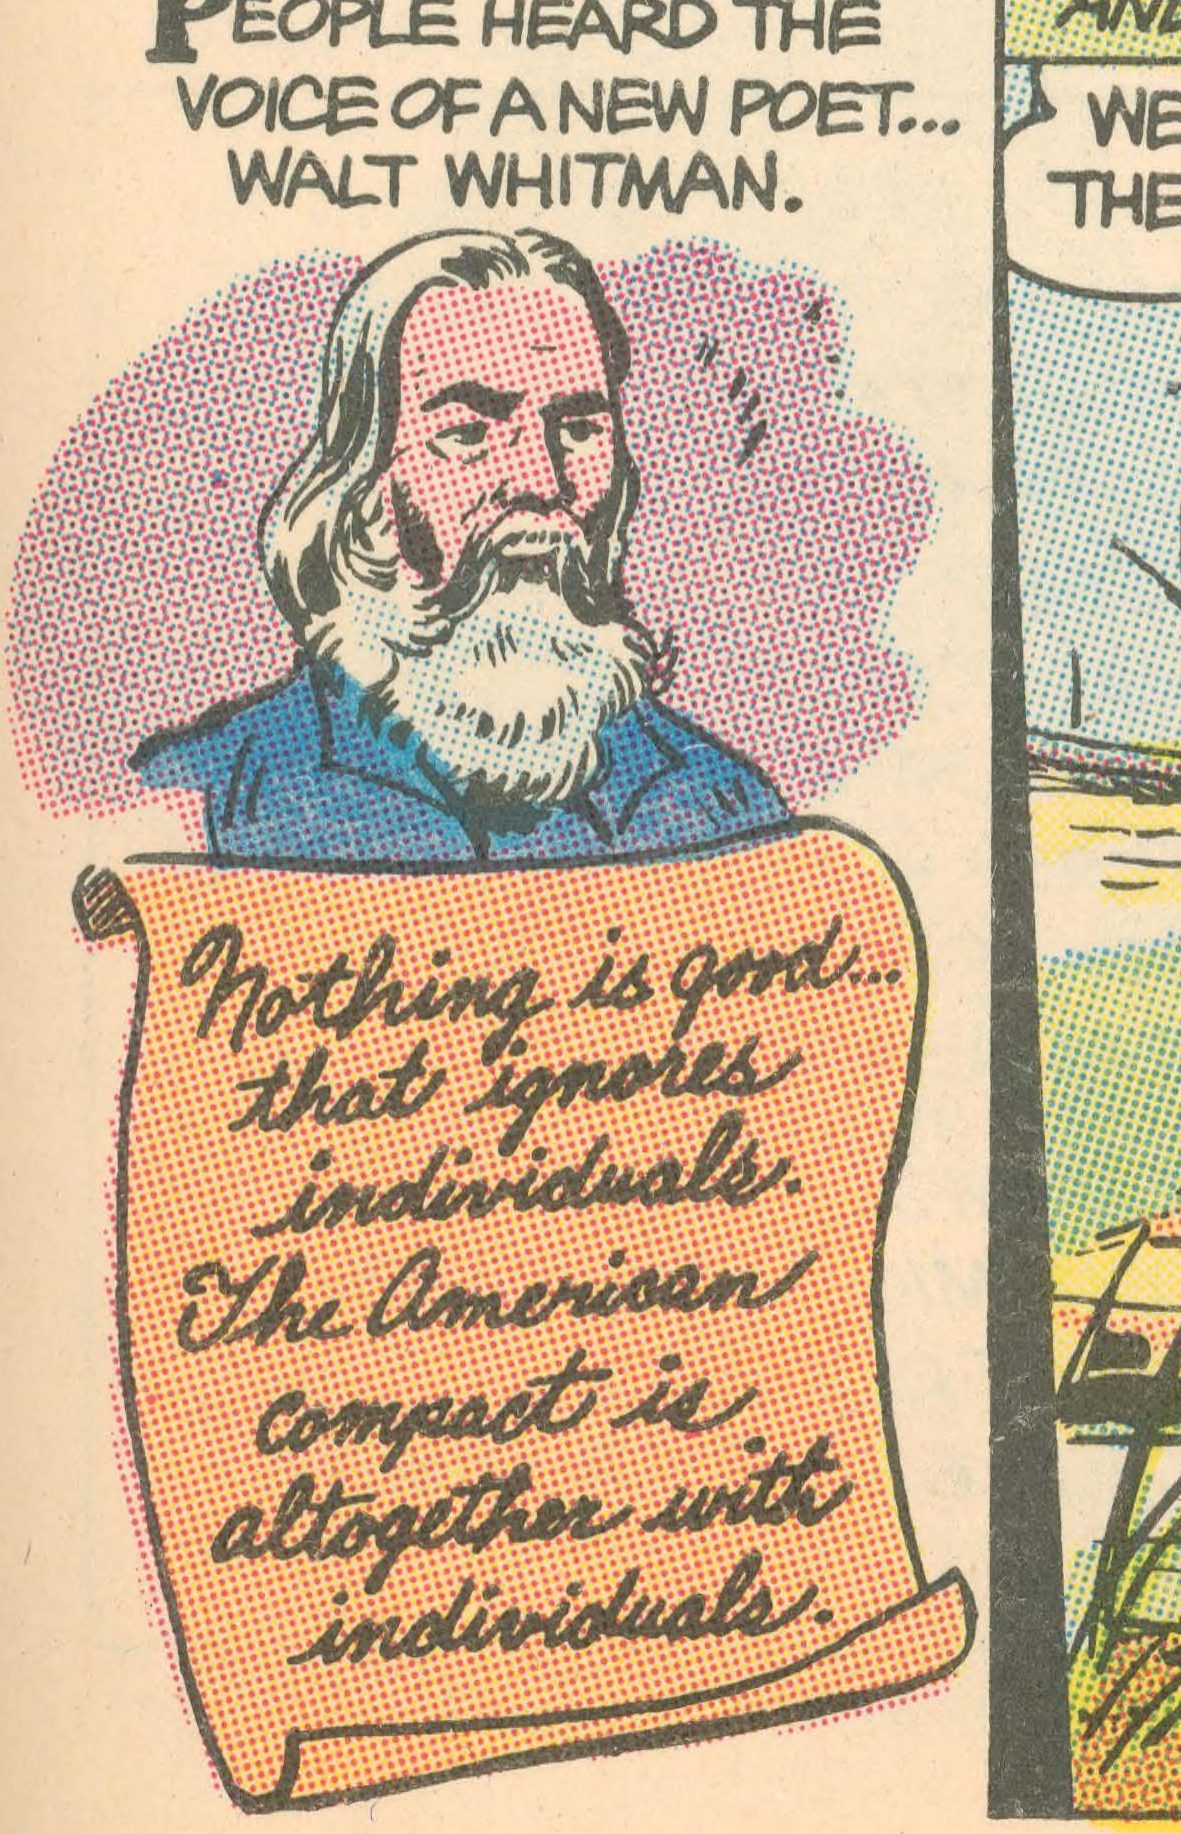 PEOPLE HEARD THE
VOICE OF A NEW POET...
WALT WHITMAN.
Nothing is good...
that ignores
individuals.
The American
compact is
altogether with
individuals.
AND
WE
THE